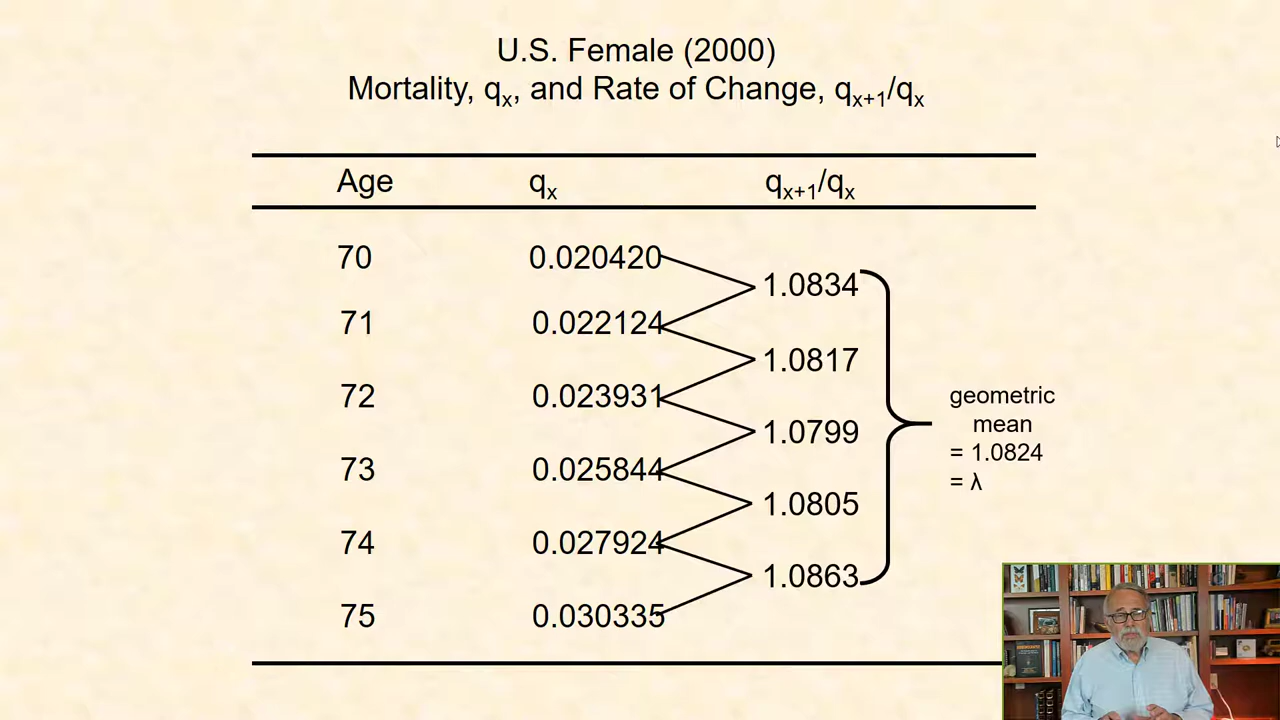 U.S. Female (2000)
Mortality, qₓ, and Rate of Change, qₓ₊₁/qₓ
Age qₓ qₓ₊₁/qₓ
70 0.020420
1.0834
71 0.022124
1.0817
72 0.023931
1.0799
73 0.025844
1.0805
74 0.027924
1.0863
75 0.030335
geometric
mean
= 1.0824
= λ